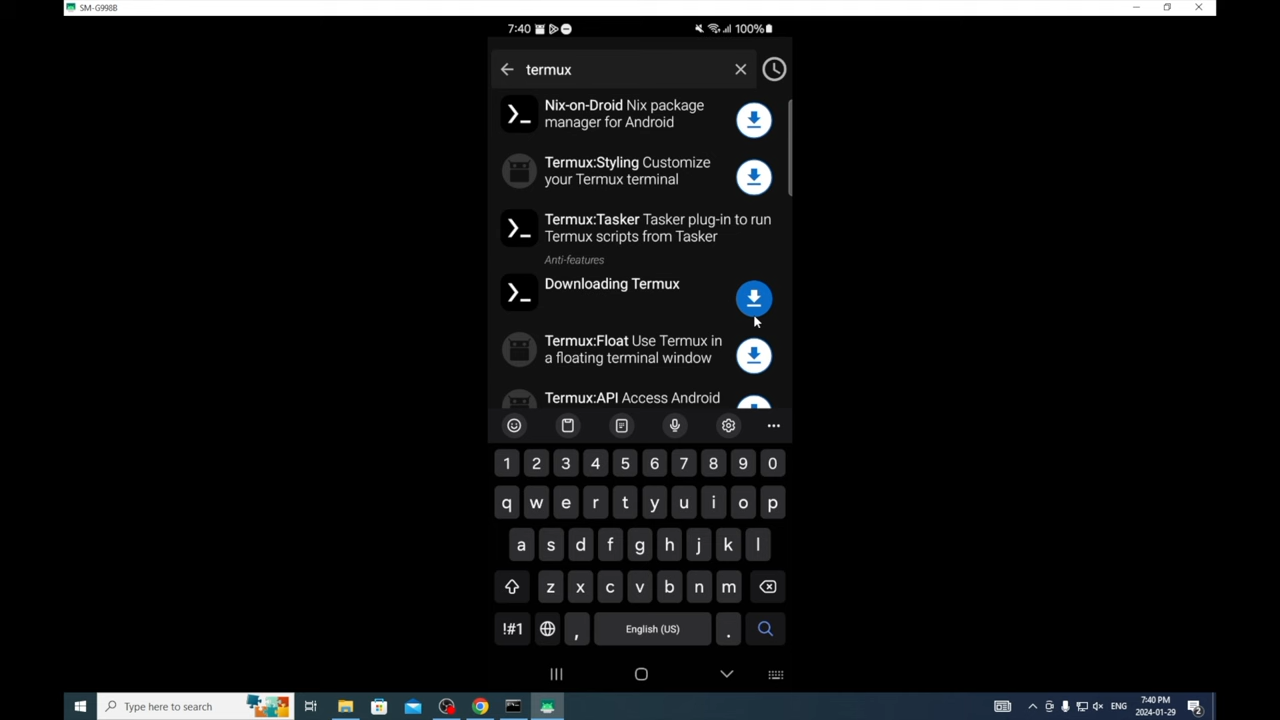 SM-G998B
7:40
100%
termux
Nix-on-Droid Nix package
manager for Android
Termux:Styling Customize
your Termux terminal
Termux:Tasker Tasker plug-in to run
Termux scripts from Tasker
Anti-features
Downloading Termux
Termux:Float Use Termux in
a floating terminal window
Termux:API Access Android
1 2 3 4 5 6 7 8 9 0
q w e r t y u i o p
a s d f g h j k l
z x c v b n m
!#1 , English (US) .
Type here to search
ENG
7:40 PM
2024-01-29
2